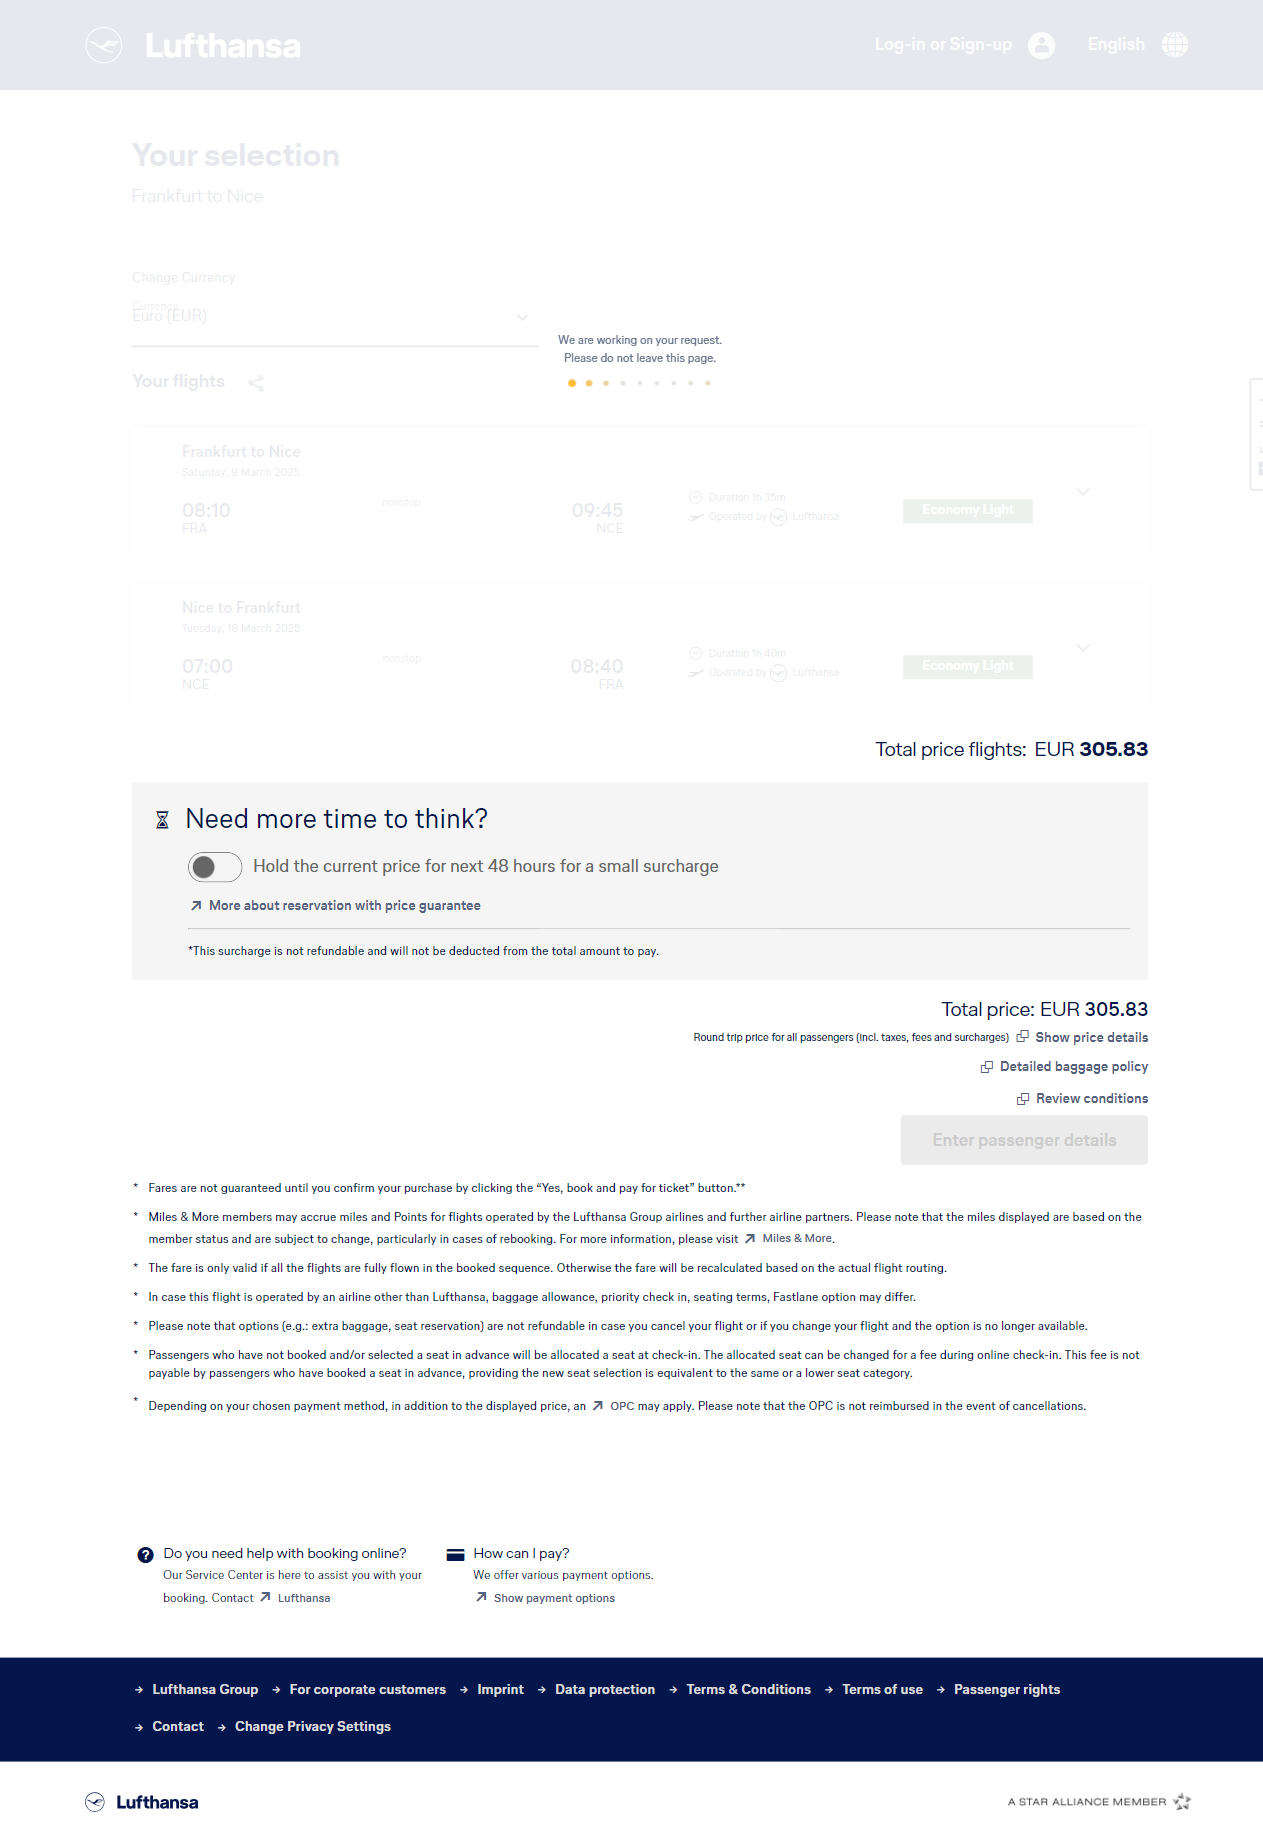 Lufthansa
Log-in or Sign-up
English
Your selection
Frankfurt to Nice
Change Currency
Currency
Euro (EUR)
We are working on your request.
Please do not leave this page.
Your flights
Frankfurt to Nice
Saturday, 8 March 2025
08:10
FRA
nonstop
09:45
NCE
Duration 1h 35m
Operated by Lufthansa
Economy Light
Nice to Frankfurt
Tuesday, 18 March 2025
07:00
NCE
nonstop
08:40
FRA
Duration 1h 40m
Operated by Lufthansa
Economy Light
Total price flights: EUR 305.83
Need more time to think?
Hold the current price for next 48 hours for a small surcharge
More about reservation with price guarantee
*This surcharge is not refundable and will not be deducted from the total amount to pay.
Total price: EUR 305.83
Round trip price for all passengers (incl. taxes, fees and surcharges) Show price details
Detailed baggage policy
Review conditions
Enter passenger details
* Fares are not guaranteed until you confirm your purchase by clicking the “Yes, book and pay for ticket” button.**
* Miles & More members may accrue miles and Points for flights operated by the Lufthansa Group airlines and further airline partners. Please note that the miles displayed are based on the
member status and are subject to change, particularly in cases of rebooking. For more information, please visit Miles & More.
* The fare is only valid if all the flights are fully flown in the booked sequence. Otherwise the fare will be recalculated based on the actual flight routing.
* In case this flight is operated by an airline other than Lufthansa, baggage allowance, priority check in, seating terms, Fastlane option may differ.
* Please note that options (e.g.: extra baggage, seat reservation) are not refundable in case you cancel your flight or if you change your flight and the option is no longer available.
* Passengers who have not booked and/or selected a seat in advance will be allocated a seat at check-in. The allocated seat can be changed for a fee during online check-in. This fee is not
payable by passengers who have booked a seat in advance, providing the new seat selection is equivalent to the same or a lower seat category.
* Depending on your chosen payment method, in addition to the displayed price, an OPC may apply. Please note that the OPC is not reimbursed in the event of cancellations.
Do you need help with booking online?
Our Service Center is here to assist you with your
booking. Contact Lufthansa
How can I pay?
We offer various payment options.
Show payment options
Lufthansa Group For corporate customers Imprint Data protection Terms & Conditions Terms of use Passenger rights
Contact Change Privacy Settings
Lufthansa
A STAR ALLIANCE MEMBER